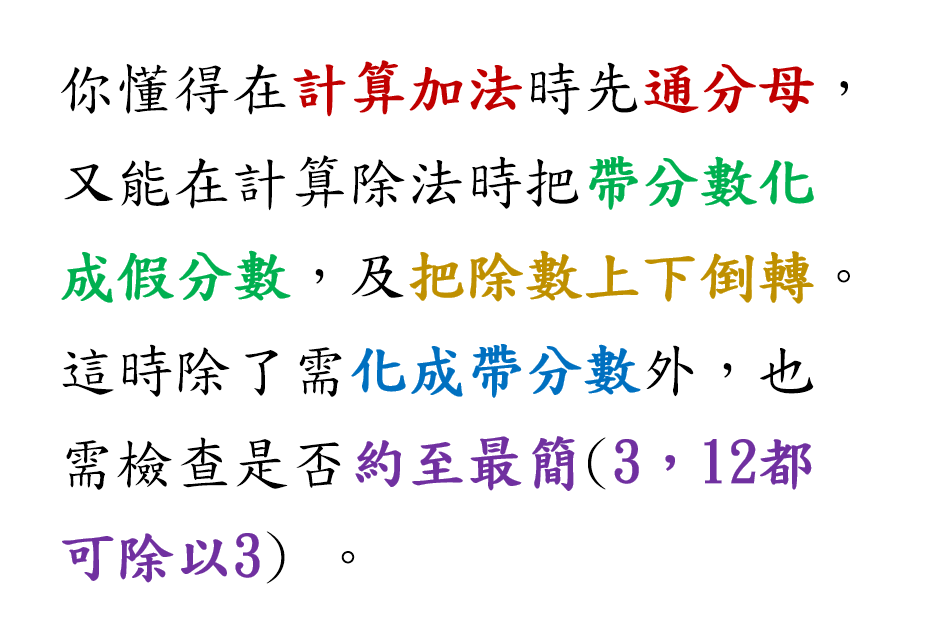 你懂得在計算加法時先通分母，
又能在計算除法時把帶分數化
成假分數，及把除數上下倒轉。
這時除了需化成帶分數外，也
需檢查是否約至最簡(3，12都
可除以3) 。